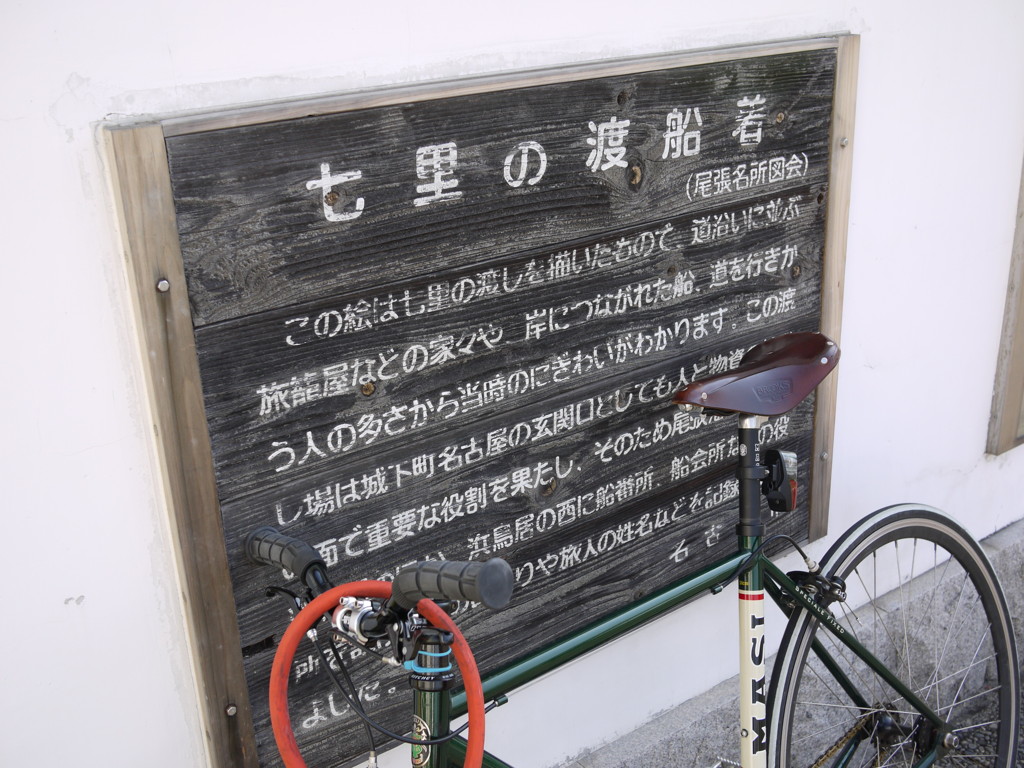 七里の渡船着
(尾張名所図会)
この絵は七里の渡しを描いたもので、道沿いに並ぶ
旅籠屋などの家々や、岸につながれた船、道を行きか
う人の多さから当時のにぎわいがわかります。この渡
し場は城下町名古屋の玄関口としても人と物資
面で重要な役割を果たし、そのため尾張
浜鳥居の西に船番所、船会所な の役
りや旅人の姓名などを記録
ました。
名古
MASI